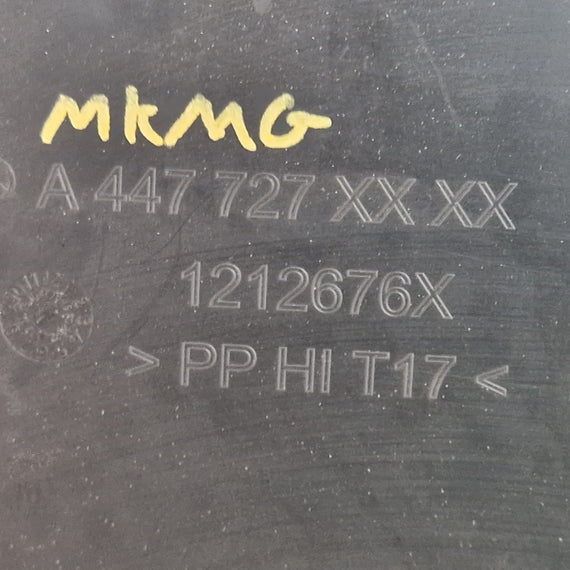 MKMG
A 447 727 XX XX
1212676X
> PP HI T17 <